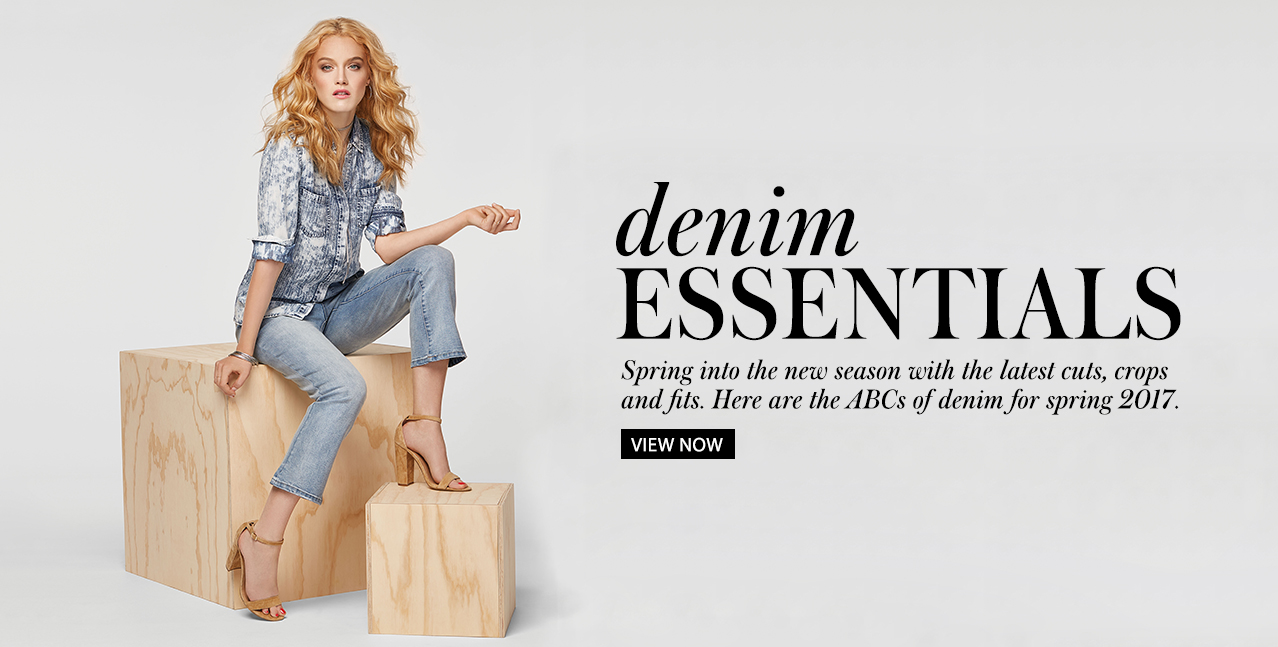 denim
ESSENTIALS
Spring into the new season with the latest cuts, crops
and fits. Here are the ABCs of denim for spring 2017.
VIEW NOW